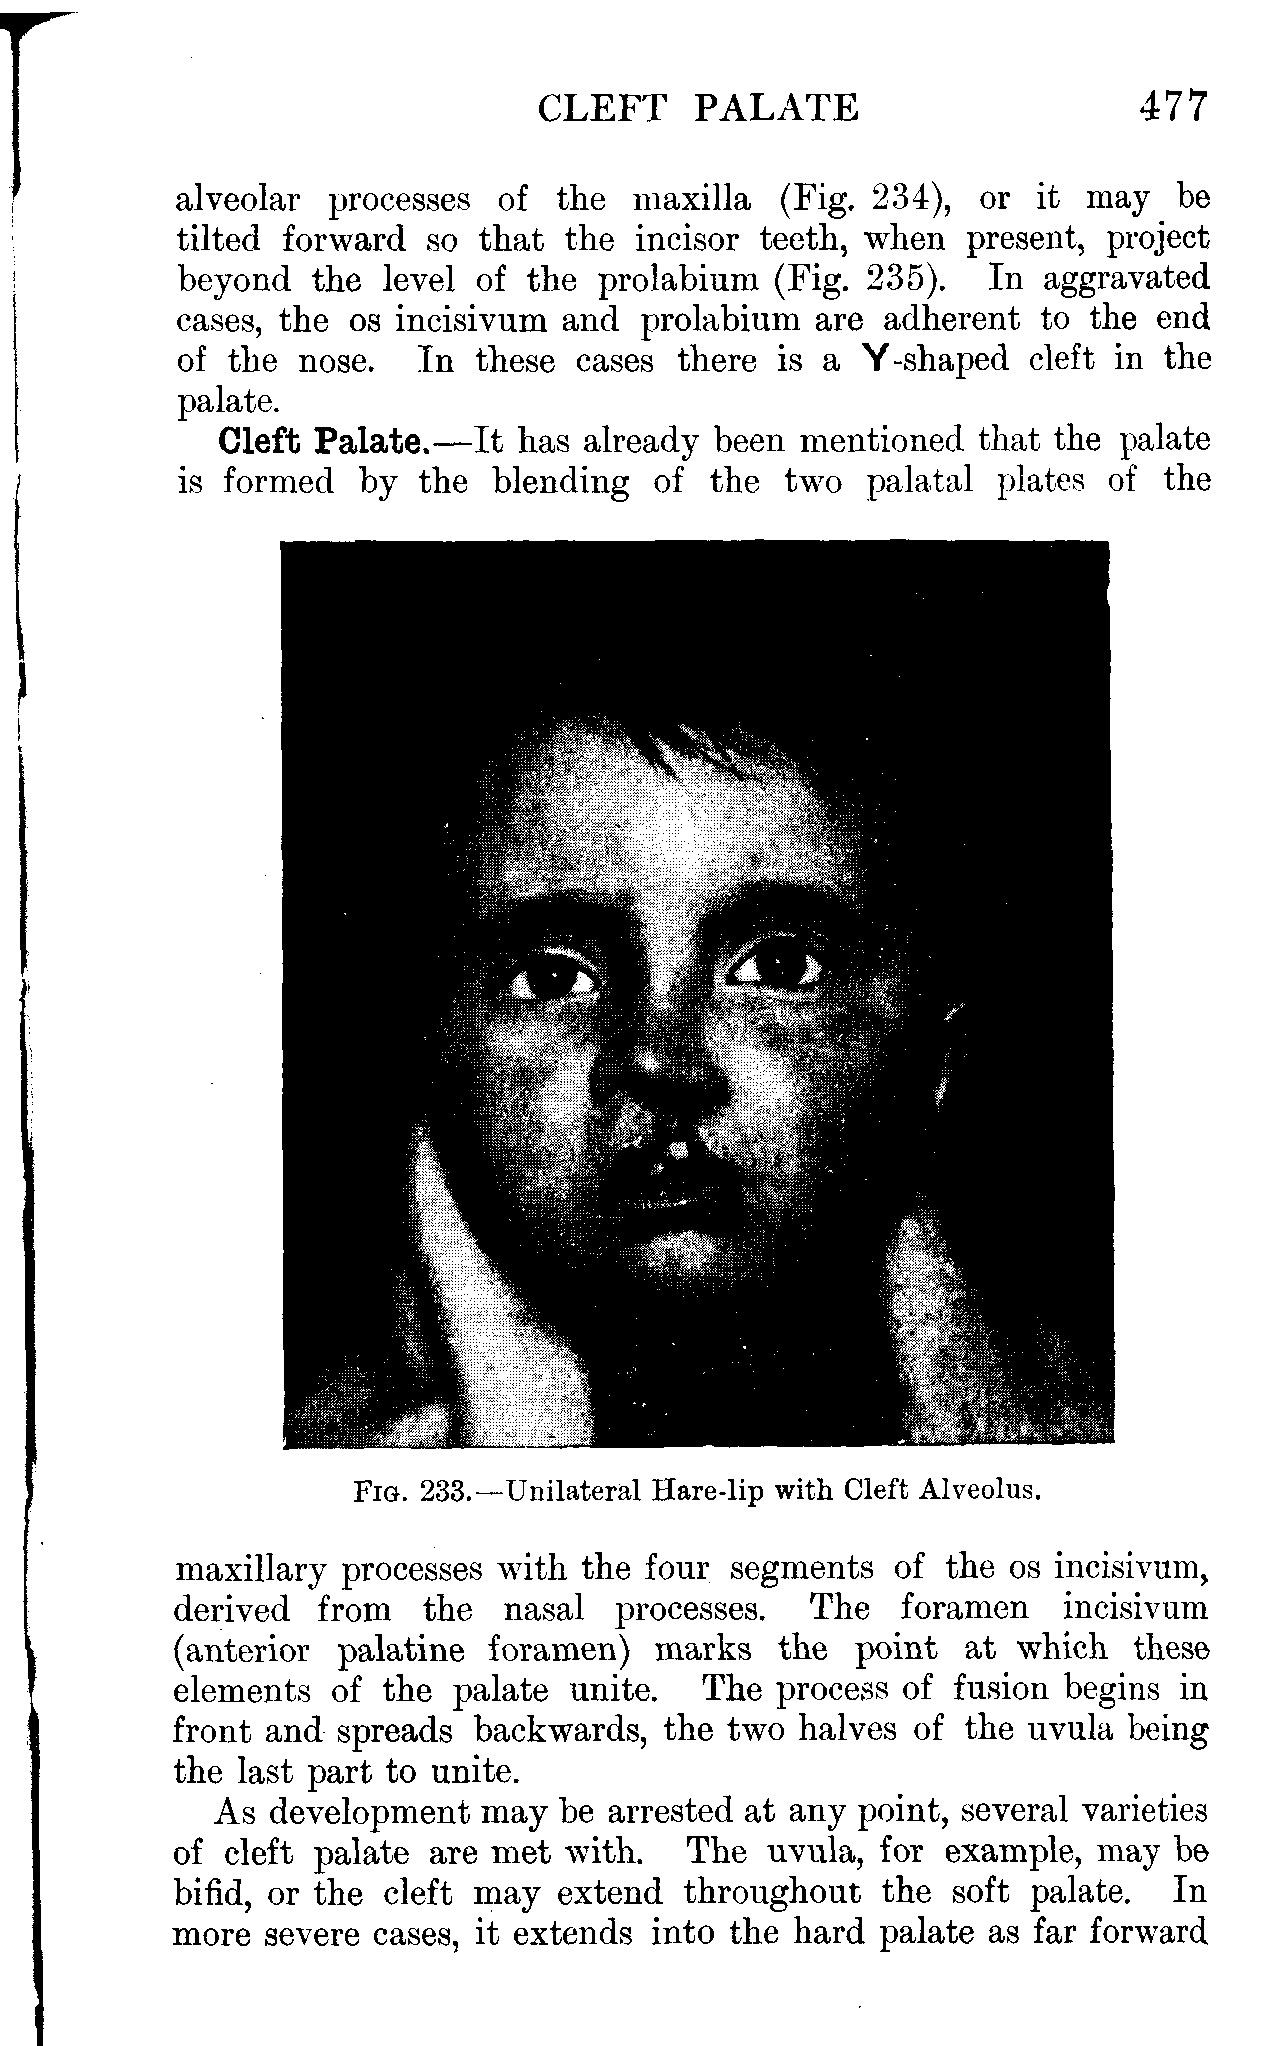 CLEFT PALATE 477
alveolar processes of the maxilla (Fig. 234), or it may be
tilted forward so that the incisor teeth, when present, project
beyond the level of the prolabium (Fig. 235). In aggravated
cases, the os incisivum and prolabium are adherent to the end
of the nose. In these cases there is a Y-shaped cleft in the
palate.
Cleft Palate.—It has already been mentioned that the palate
is formed by the blending of the two palatal plates of the
Fig. 233.—Unilateral Hare-lip with Cleft Alveolus.
maxillary processes with the four segments of the os incisivum,
derived from the nasal processes. The foramen incisivum
(anterior palatine foramen) marks the point at which these
elements of the palate unite. The process of fusion begins in
front and spreads backwards, the two halves of the uvula being
the last part to unite.
As development may be arrested at any point, several varieties
of cleft palate are met with. The uvula, for example, may be
bifid, or the cleft may extend throughout the soft palate. In
more severe cases, it extends into the hard palate as far forward